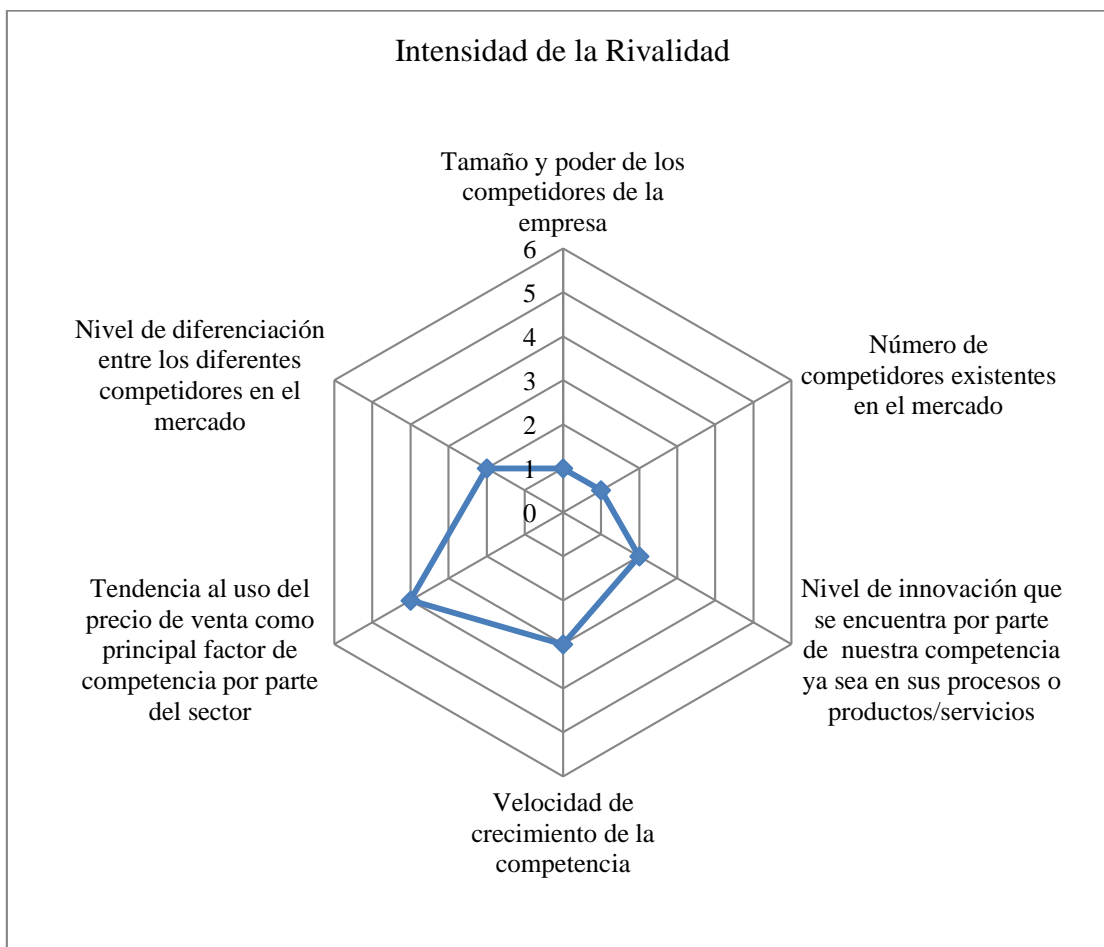 Intensidad de la Rivalidad
Tamaño y poder de los
competidores de la
empresa
6
5
4
3
2
1
0
Número de
competidores existentes
en el mercado
Nivel de innovación que
se encuentra por parte
de nuestra competencia
ya sea en sus procesos o
productos/servicios
Velocidad de
crecimiento de la
competencia
Tendencia al uso del
precio de venta como
principal factor de
competencia por parte
del sector
Nivel de diferenciación
entre los diferentes
competidores en el
mercado